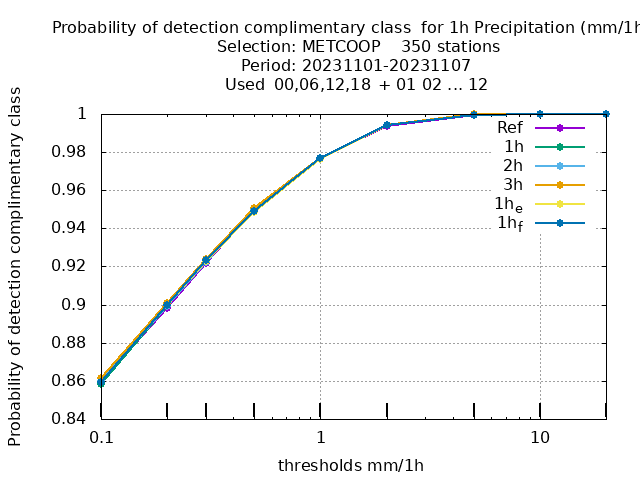 Probability of detection complimentary class for 1h Precipitation (mm/1h
Selection: METCOOP 350 stations
Period: 20231101-20231107
Used 00,06,12,18 + 01 02 ... 12
Probability of detection complimentary class
1
0.98
0.96
0.94
0.92
0.9
0.88
0.86
0.84
Ref
1h
2h
3h
1h_e
1h_f
0.1 1 10
thresholds mm/1h